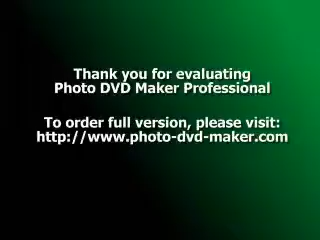 Thank you for evaluating
Photo DVD Maker Professional
To order full version, please visit:
http://www.photo-dvd-maker.com